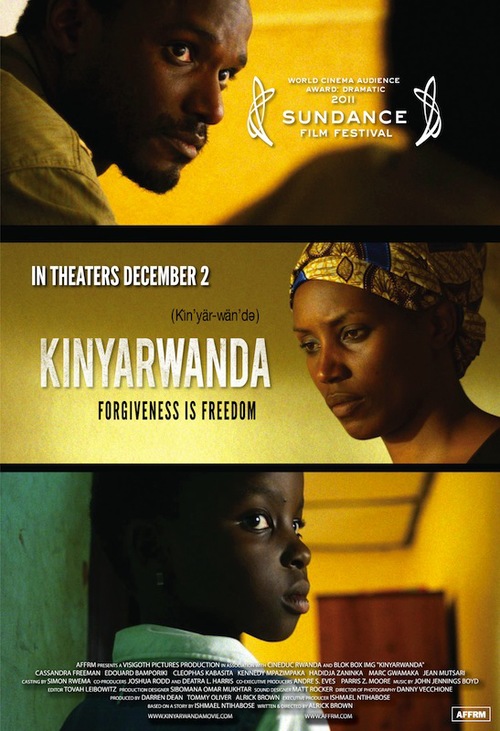 WORLD CINEMA AUDIENCE
AWARD: DRAMATIC
2011
SUNDANCE
FILM FESTIVAL
IN THEATERS DECEMBER 2
(Kin'yär-wän'də)
KINYARWANDA
FORGIVENESS IS FREEDOM
AFFRM PRESENTS A VISIGOTH PICTURES PRODUCTION IN ASSOCIATION WITH CINEDUC RWANDA AND BLOK BOX IMG "KINYARWANDA"
CASSANDRA FREEMAN EDOUARD BAMPORIKI CLEOPHAS KABASITA KENNEDY MPAZIMPAKA HADIDJA ZANINKA MARC GWAMAKA JEAN MUTSARI
CASTING BY SIMON RWEMA CO-PRODUCERS JOSHUA RODD AND DEATRA L. HARRIS CO-EXECUTIVE PRODUCERS ANDRE S. EVES PARRIS Z. MOORE MUSIC BY JOHN JENNINGS BOYD
EDITOR TOVAH LEIBOWITZ PRODUCTION DESIGNER SIBOMANA OMAR MUKHTAR SOUND DESIGNER MATT ROCKER DIRECTOR OF PHOTOGRAPHY DANNY VECCHIONE
PRODUCED BY DARREN DEAN TOMMY OLIVER ALRICK BROWN EXECUTIVE PRODUCER ISHMAEL NTIHABOSE
BASED ON A STORY BY ISHMAEL NTIHABOSE WRITTEN & DIRECTED BY ALRICK BROWN
WWW.KINYARWANDAMOVIE.COM WWW.AFFRM.COM
AFFRM